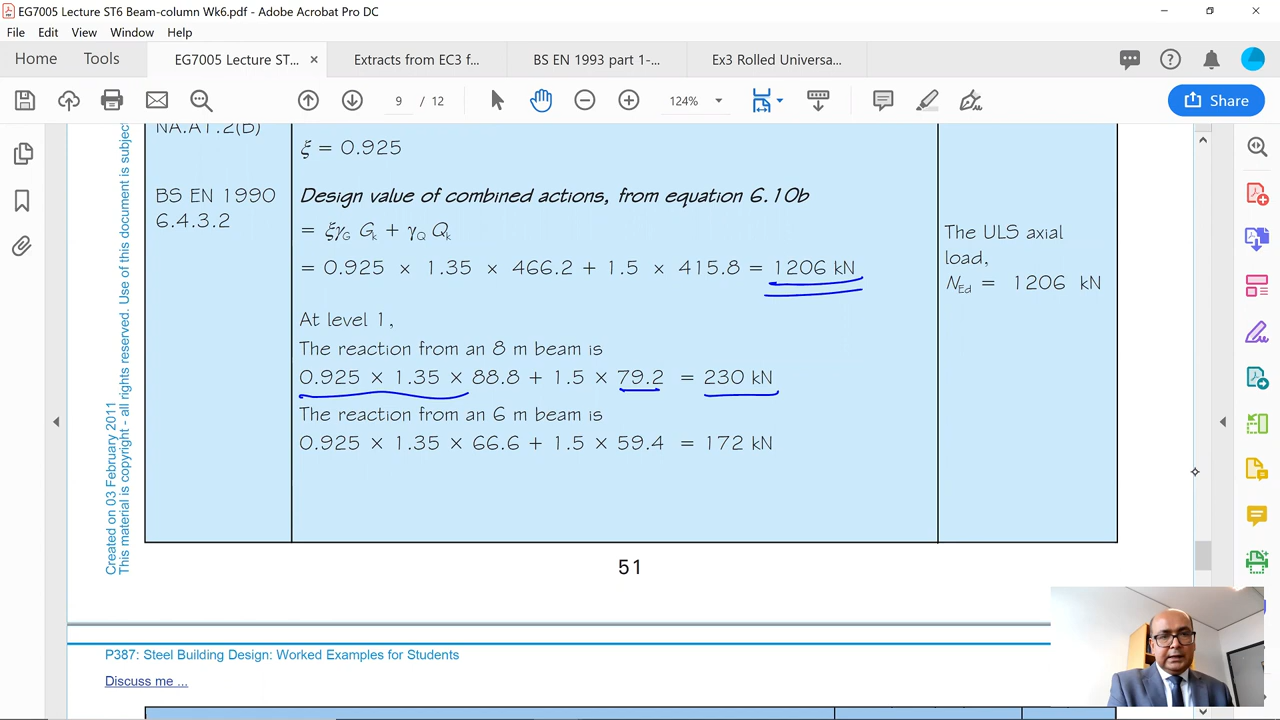 EG7005 Lecture ST6 Beam-column Wk6.pdf - Adobe Acrobat Pro DC
File Edit View Window Help
Home Tools EG7005 Lecture ST... × Extracts from EC3 f... BS EN 1993 part 1-... Ex3 Rolled Universa...
9 / 12 124% Share
NA.A1.2(B)
ξ = 0.925
BS EN 1990
6.4.3.2
Design value of combined actions, from equation 6.10b
= ξγG Gk + γQ Qk
= 0.925 × 1.35 × 466.2 + 1.5 × 415.8 = 1206 kN
The ULS axial
load,
NEd = 1206 kN
At level 1,
The reaction from an 8 m beam is
0.925 × 1.35 × 88.8 + 1.5 × 79.2 = 230 kN
The reaction from an 6 m beam is
0.925 × 1.35 × 66.6 + 1.5 × 59.4 = 172 kN
Created on 03 February 2011
This material is copyright - all rights reserved. Use of this document is subjec
51
P387: Steel Building Design: Worked Examples for Students
Discuss me ...